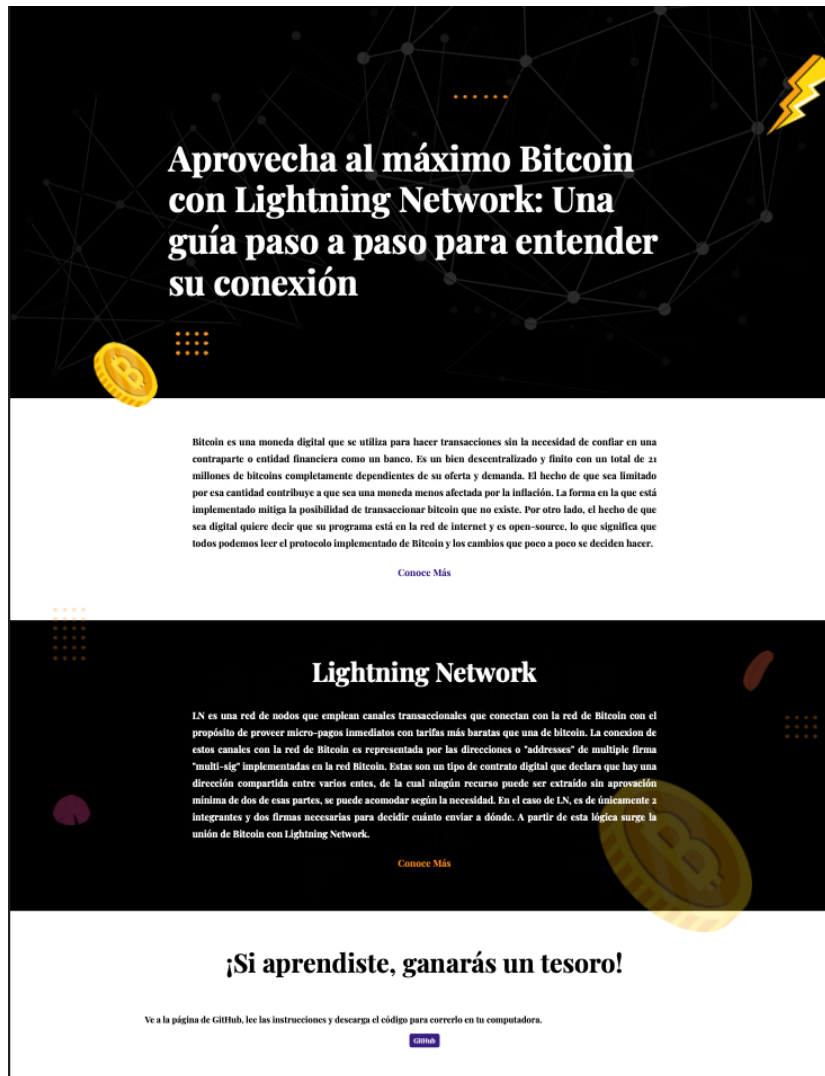 Aprovecha al máximo Bitcoin
con Lightning Network: Una
guía paso a paso para entender
su conexión
Bitcoin es una moneda digital que se utiliza para hacer transacciones sin la necesidad de confiar en una
contraparte o entidad financiera como un banco. Es un bien descentralizado y finito con un total de 21
millones de bitcoins completamente dependientes de su oferta y demanda. El hecho de que sea limitado
por esa cantidad contribuye a que sea una moneda menos afectada por la inflación. La forma en la que está
implementado mitiga la posibilidad de transaccionar bitcoin que no existe. Por otro lado, el hecho de que
sea digital quiere decir que su programa está en la red de internet y es open-source, lo que significa que
todos podemos leer el protocolo implementado de Bitcoin y los cambios que poco a poco se deciden hacer.
Conoce Más
Lightning Network
LN es una red de nodos que emplean canales transaccionales que conectan con la red de Bitcoin con el
propósito de proveer micro-pagos inmediatos con tarifas más baratas que una de bitcoin. La conexion de
estos canales con la red de Bitcoin es representada por las direcciones o "addresses" de multiple firma
"multi-sig" implementadas en la red Bitcoin. Estas son un tipo de contrato digital que declara que hay una
dirección compartida entre varios entes, de la cual ningún recurso puede ser extraído sin aprovación
mínima de dos de esas partes, se puede acomodar según la necesidad. En el caso de LN, es de únicamente 2
integrantes y dos firmas necesarias para decidir cuánto enviar a dónde. A partir de esta lógica surge la
unión de Bitcoin con Lightning Network.
Conoce Más
¡Si aprendiste, ganarás un tesoro!
Ve a la página de GitHub, lee las instrucciones y descarga el código para correrlo en tu computadora.
GitHub